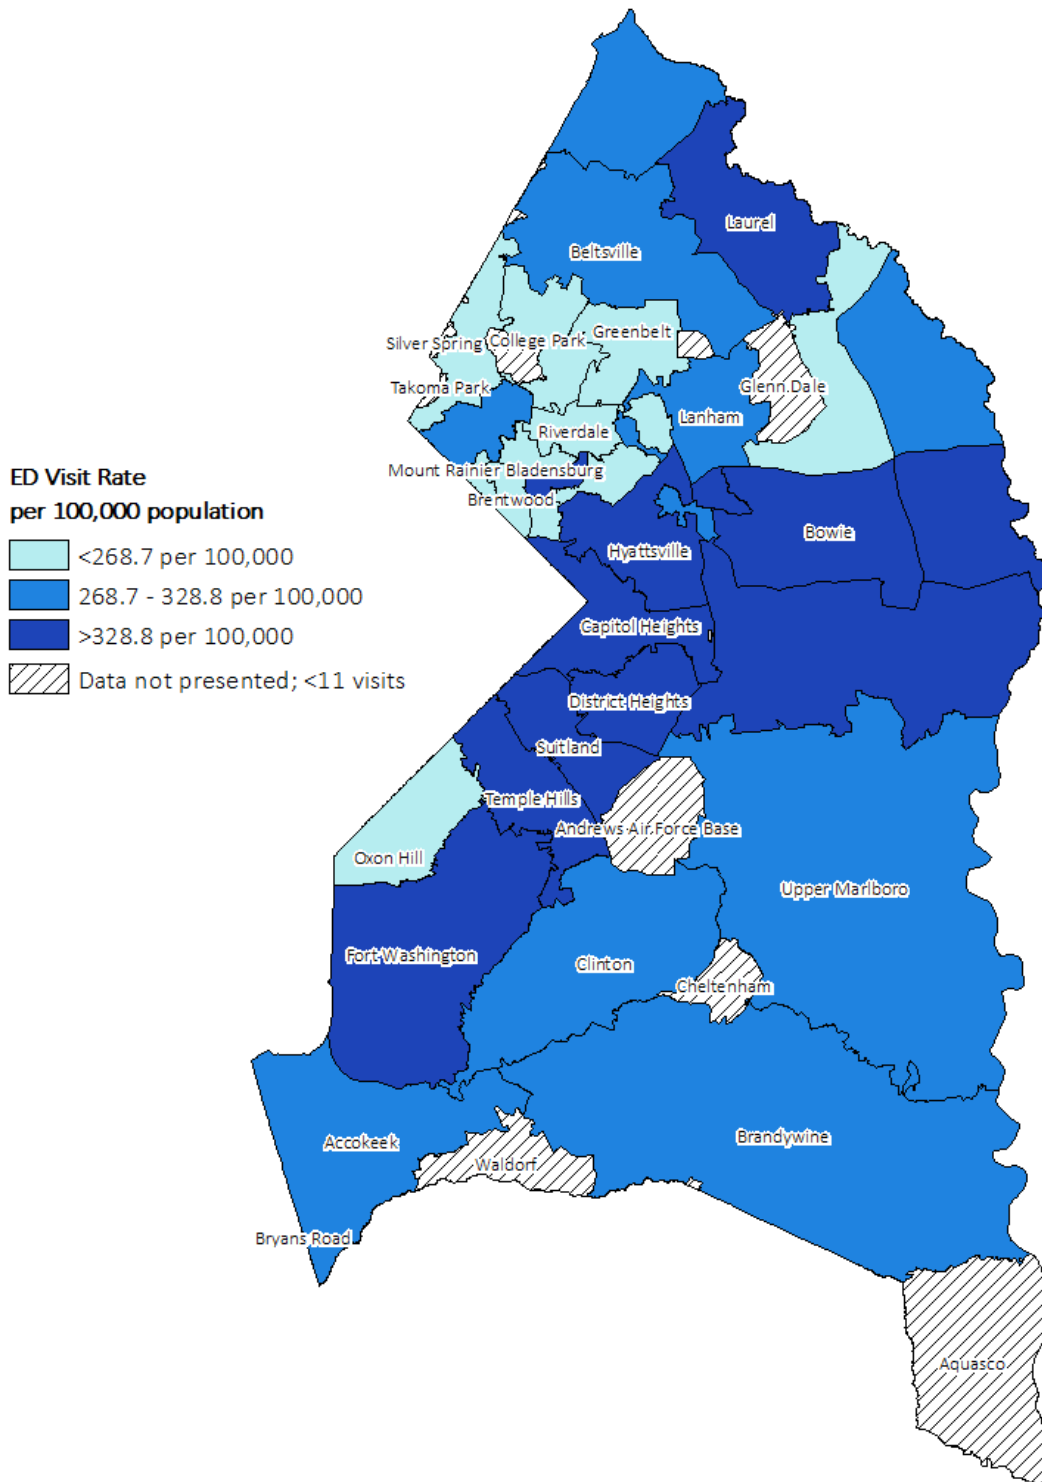 Laurel
Beltsville
Greenbelt
Silver Spring
College Park
Takoma Park
Glenn Dale
Lanham
Riverdale
Mount Rainier
Bladensburg
Brentwood
Bowie
Hyattsville
Capitol Heights
District Heights
Suitland
Temple Hills
Andrews Air Force Base
Oxon Hill
Upper Marlboro
Fort Washington
Clinton
Cheltenham
Accokeek
Brandywine
Waldorf
Bryans Road
Aquasco
ED Visit Rate
per 100,000 population
<268.7 per 100,000
268.7 - 328.8 per 100,000
>328.8 per 100,000
Data not presented; <11 visits